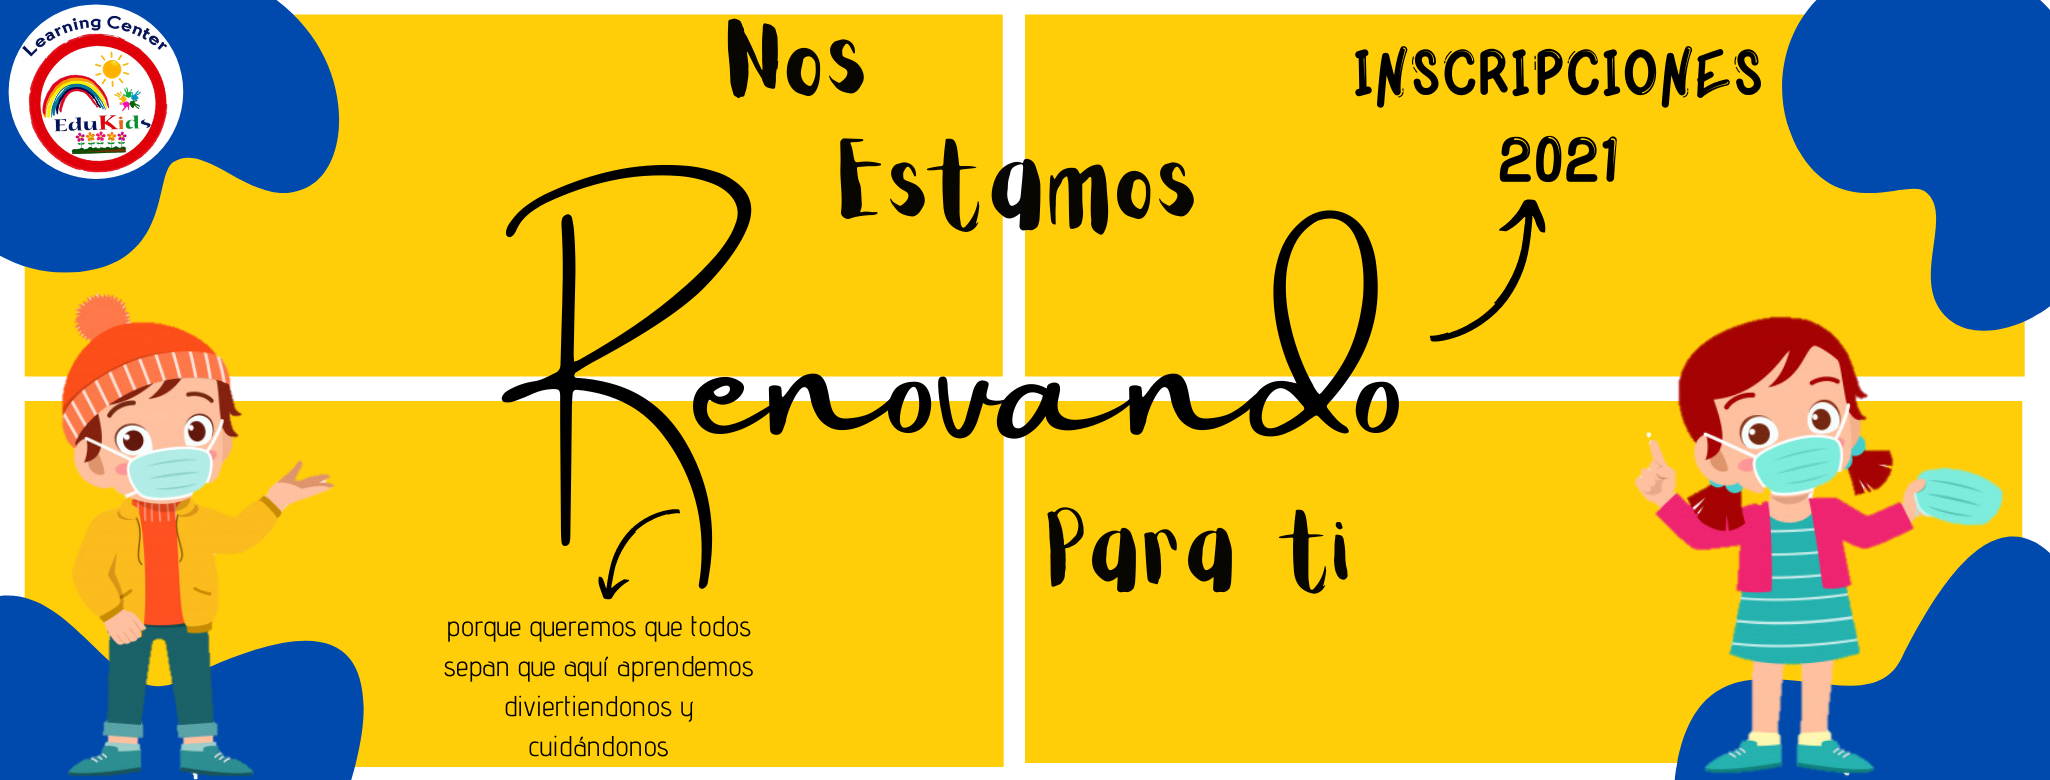 Learning Center
EduKids
Nos
Estamos
Renovando
Para ti
INSCRIPCIONES
2021
porque queremos que todos
sepan que aquí aprendemos
diviertiendonos y
cuidándonos